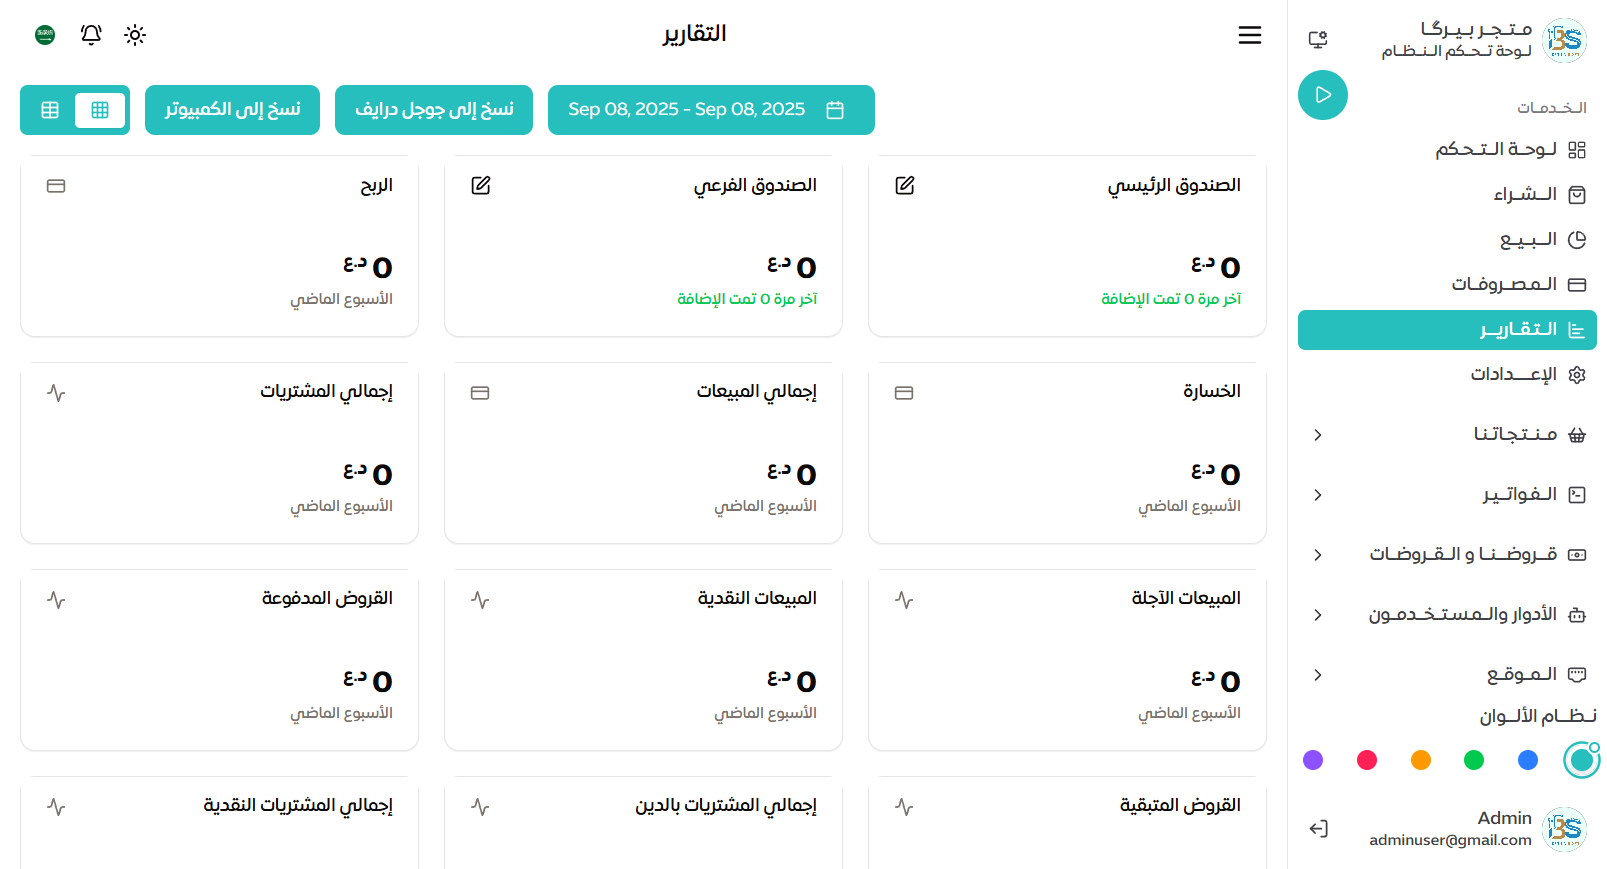 متجر بيرگا
لوحة تحكم النظام
الخدمات
لوحة التحكم
الشراء
البيع
المصروفات
التقارير
الإعدادات
منتجاتنا
الفواتير
قروضنا و القروضات
الأدوار والمستخدمون
الموقع
نظام الألوان
Admin
adminuser@gmail.com
التقارير
Sep 08, 2025 - Sep 08, 2025
نسخ إلى جوجل درايف
نسخ إلى الكمبيوتر
الصندوق الرئيسي
0 د.ع
آخر مرة 0 تمت الإضافة
الصندوق الفرعي
0 د.ع
آخر مرة 0 تمت الإضافة
الربح
0 د.ع
الأسبوع الماضي
الخسارة
0 د.ع
الأسبوع الماضي
إجمالي المبيعات
0 د.ع
الأسبوع الماضي
إجمالي المشتريات
0 د.ع
الأسبوع الماضي
المبيعات الآجلة
0 د.ع
الأسبوع الماضي
المبيعات النقدية
0 د.ع
الأسبوع الماضي
القروض المدفوعة
0 د.ع
الأسبوع الماضي
القروض المتبقية
إجمالي المشتريات بالدين
إجمالي المشتريات النقدية